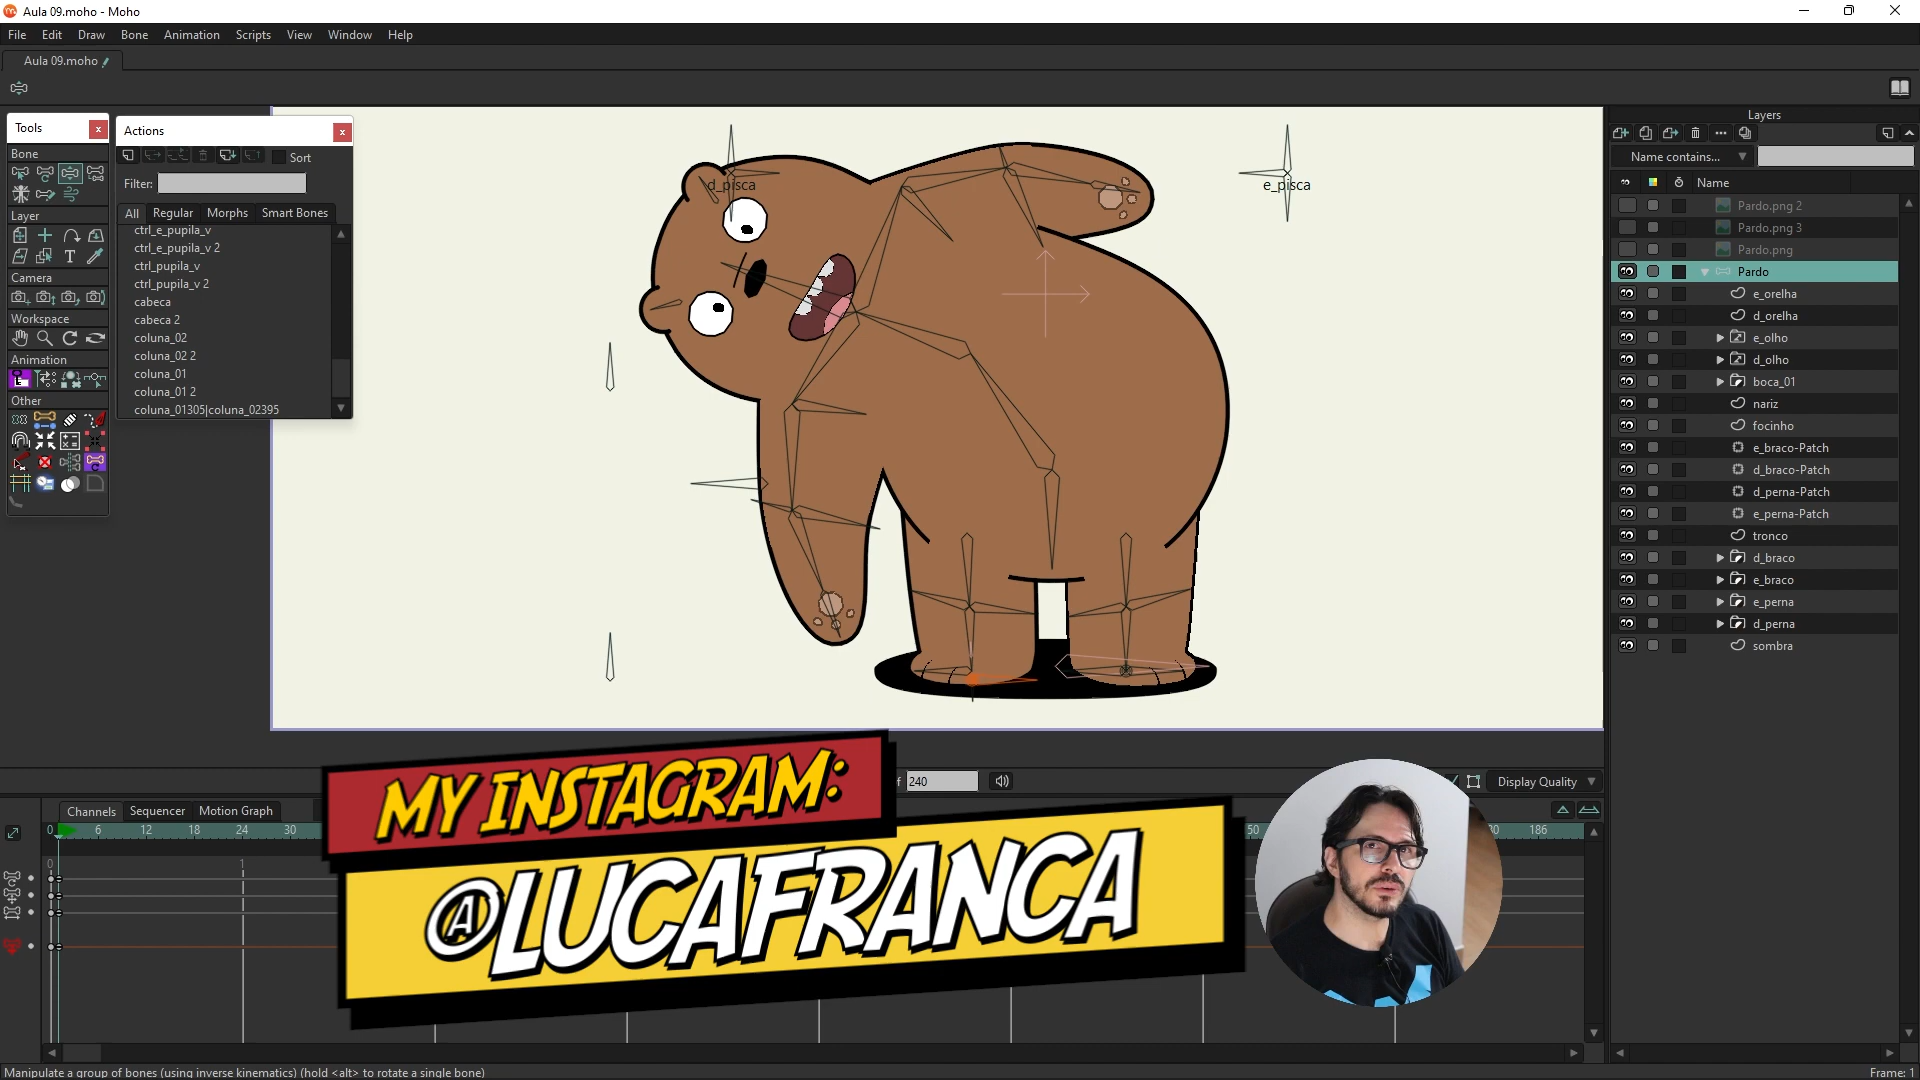 Aula 09.moho - Moho
File Edit Draw Bone Animation Scripts View Window Help
Aula 09.moho
Tools
Bone
Layer
Camera
Workspace
Animation
Other
Actions
Sort
Filter:
All Regular Morphs Smart Bones
ctrl_e_pupila_v
ctrl_e_pupila_v 2
ctrl_pupila_v
ctrl_pupila_v 2
cabeca
cabeca 2
coluna_02
coluna_02 2
coluna_01
coluna_01 2
coluna_01305|coluna_02395
d_pisca
e_pisca
Layers
Name contains...
Name
Pardo.png 2
Pardo.png 3
Pardo.png
Pardo
e_orelha
d_orelha
e_olho
d_olho
boca_01
nariz
focinho
e_braco-Patch
d_braco-Patch
d_perna-Patch
e_perna-Patch
tronco
d_braco
e_braco
e_perna
d_perna
sombra
240
Display Quality
Channels Sequencer Motion Graph
0 6 12 18 24 30
186
0 1
MY INSTAGRAM:
@LUCAFRANCA
Manipulate a group of bones (using inverse kinematics) (hold <alt> to rotate a single bone)
Frame: 1